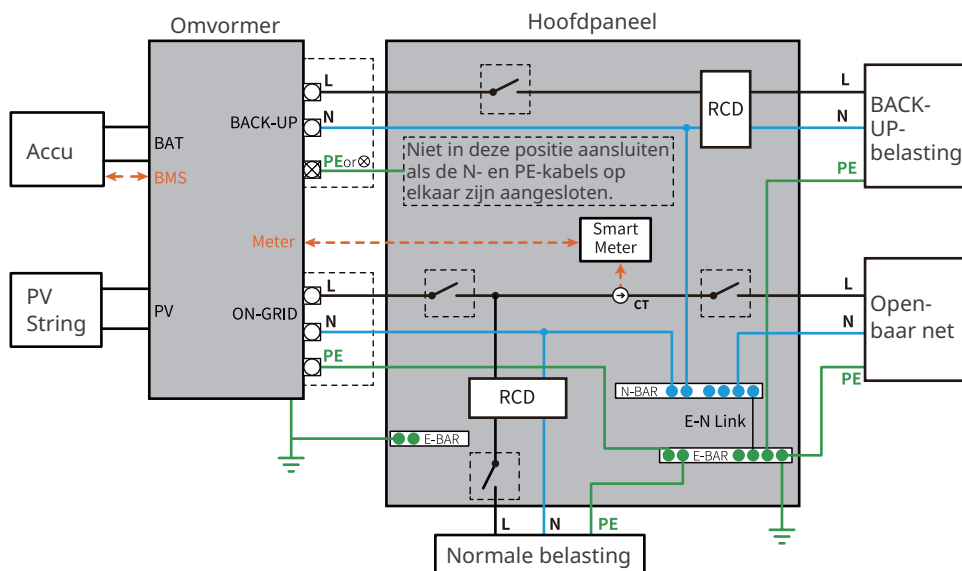 Omvormer
Hoofdpaneel
L
L
RCD
BACK-
UP-
belasting
N
N
BACK-UP
Accu
BAT
Niet in deze positie aansluiten
als de N- en PE-kabels op
elkaar zijn aangesloten.
PEor⊗
PE
BMS
Smart
Meter
Meter
PV
String
PV
L
L
CT
ON-GRID
N
N
Open-
baar net
PE
PE
RCD
N-BAR
E-N Link
E-BAR
E-BAR
L
N
PE
Normale belasting